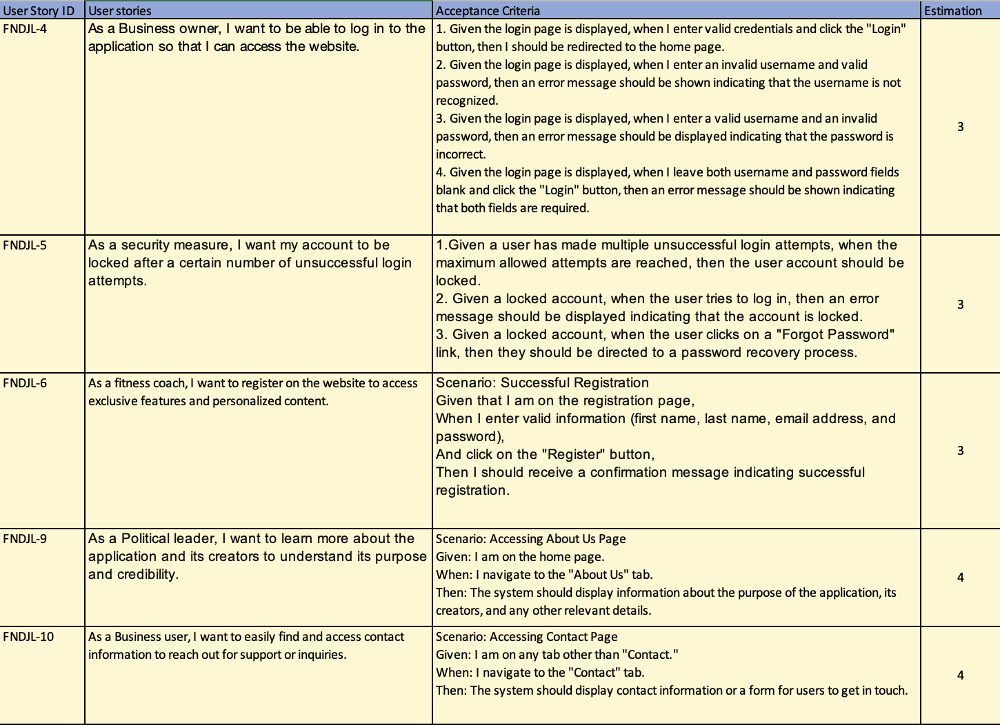 User Story ID
User stories
Acceptance Criteria
Estimation
FNDJL-4
As a Business owner, I want to be able to log in to the
application so that I can access the website.
1. Given the login page is displayed, when I enter valid credentials and click the "Login"
button, then I should be redirected to the home page.
2. Given the login page is displayed, when I enter an invalid username and valid
password, then an error message should be shown indicating that the username is not
recognized.
3. Given the login page is displayed, when I enter a valid username and an invalid
password, then an error message should be displayed indicating that the password is
incorrect.
4. Given the login page is displayed, when I leave both username and password fields
blank and click the "Login" button, then an error message should be shown indicating
that both fields are required.
3
FNDJL-5
As a security measure, I want my account to be
locked after a certain number of unsuccessful login
attempts.
1.Given a user has made multiple unsuccessful login attempts, when the
maximum allowed attempts are reached, then the user account should be
locked.
2. Given a locked account, when the user tries to log in, then an error
message should be displayed indicating that the account is locked.
3. Given a locked account, when the user clicks on a "Forgot Password"
link, then they should be directed to a password recovery process.
3
FNDJL-6
As a fitness coach, I want to register on the website to access
exclusive features and personalized content.
Scenario: Successful Registration
Given that I am on the registration page,
When I enter valid information (first name, last name, email address, and
password),
And click on the "Register" button,
Then I should receive a confirmation message indicating successful
registration.
3
FNDJL-9
As a Political leader, I want to learn more about the
application and its creators to understand its purpose
and credibility.
Scenario: Accessing About Us Page
Given: I am on the home page.
When: I navigate to the "About Us" tab.
Then: The system should display information about the purpose of the application, its
creators, and any other relevant details.
4
FNDJL-10
As a Business user, I want to easily find and access contact
information to reach out for support or inquiries.
Scenario: Accessing Contact Page
Given: I am on any tab other than "Contact."
When: I navigate to the "Contact" tab.
Then: The system should display contact information or a form for users to get in touch.
4